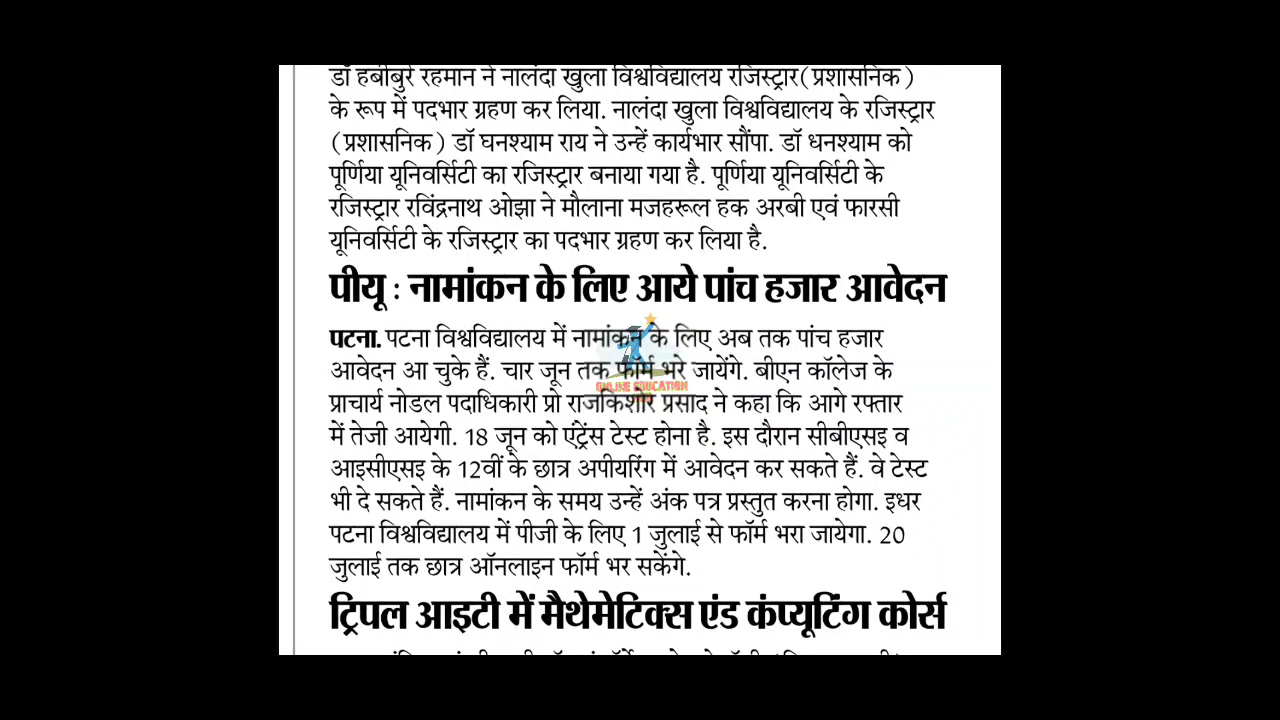 डॉ हबीबुर रहमान ने नालंदा खुला विश्वविद्यालय रजिस्ट्रार(प्रशासनिक)
के रूप में पदभार ग्रहण कर लिया. नालंदा खुला विश्वविद्यालय के रजिस्ट्रार
(प्रशासनिक) डॉ घनश्याम राय ने उन्हें कार्यभार सौंपा. डॉ धनश्याम को
पूर्णिया यूनिवर्सिटी का रजिस्ट्रार बनाया गया है. पूर्णिया यूनिवर्सिटी के
रजिस्ट्रार रविंद्रनाथ ओझा ने मौलाना मजहरूल हक अरबी एवं फारसी
यूनिवर्सिटी के रजिस्ट्रार का पदभार ग्रहण कर लिया है.
पीयू : नामांकन के लिए आये पांच हजार आवेदन
पटना. पटना विश्वविद्यालय में नामांकन के लिए अब तक पांच हजार
आवेदन आ चुके हैं. चार जून तक फॉर्म भरे जायेंगे. बीएन कॉलेज के
ONLINE EDUCATION
प्राचार्य नोडल पदाधिकारी प्रो राजकिशोर प्रसाद ने कहा कि आगे रफ्तार
में तेजी आयेगी. 18 जून को एंट्रेंस टेस्ट होना है. इस दौरान सीबीएसइ व
आइसीएसइ के 12वीं के छात्र अपीयरिंग में आवेदन कर सकते हैं. वे टेस्ट
भी दे सकते हैं. नामांकन के समय उन्हें अंक पत्र प्रस्तुत करना होगा. इधर
पटना विश्वविद्यालय में पीजी के लिए 1 जुलाई से फॉर्म भरा जायेगा. 20
जुलाई तक छात्र ऑनलाइन फॉर्म भर सकेंगे.
ट्रिपल आइटी में मैथेमेटिक्स एंड कंप्यूटिंग कोर्स